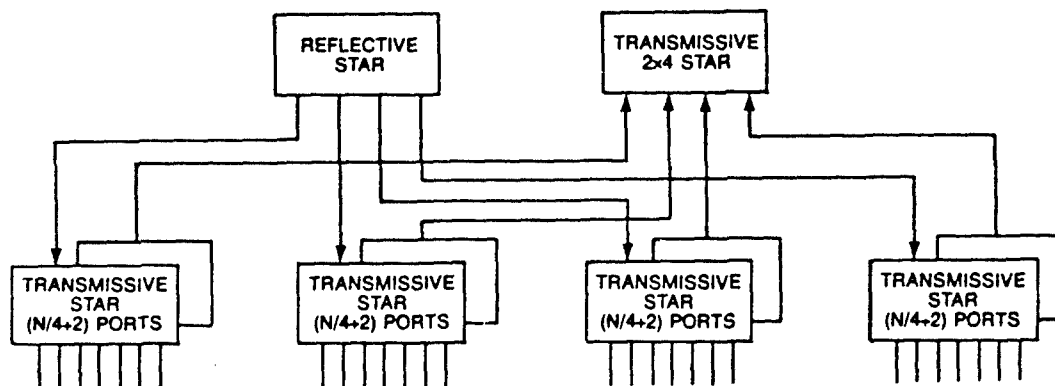 REFLECTIVE
STAR
TRANSMISSIVE
2x4 STAR
TRANSMISSIVE
STAR
(N/4+2) PORTS
TRANSMISSIVE
STAR
(N/4+2) PORTS
TRANSMISSIVE
STAR
(N/4+2) PORTS
TRANSMISSIVE
STAR
(N/4+2) PORTS